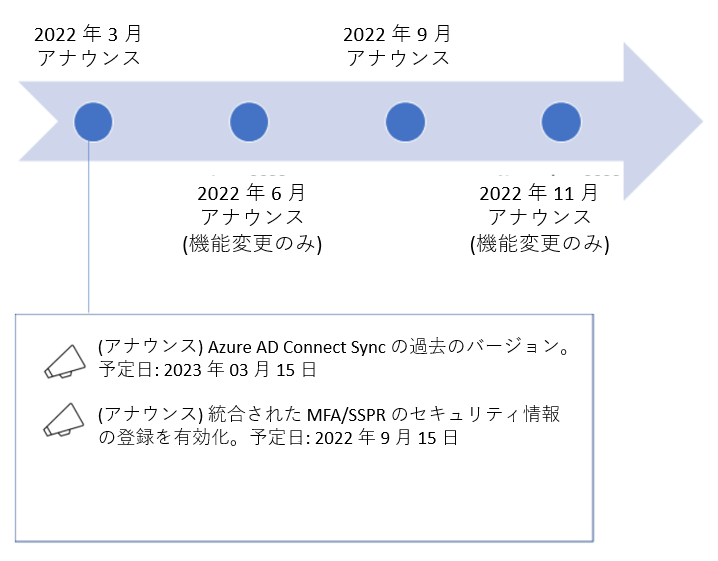 2022 年 3 月
アナウンス
2022 年 9 月
アナウンス
2022 年 6 月
アナウンス
(機能変更のみ)
2022 年 11 月
アナウンス
(機能変更のみ)
(アナウンス) Azure AD Connect Sync の過去のバージョン。
予定日: 2023 年 03 月 15 日
(アナウンス) 統合された MFA/SSPR のセキュリティ情報
の登録を有効化。予定日: 2022 年 9 月 15 日